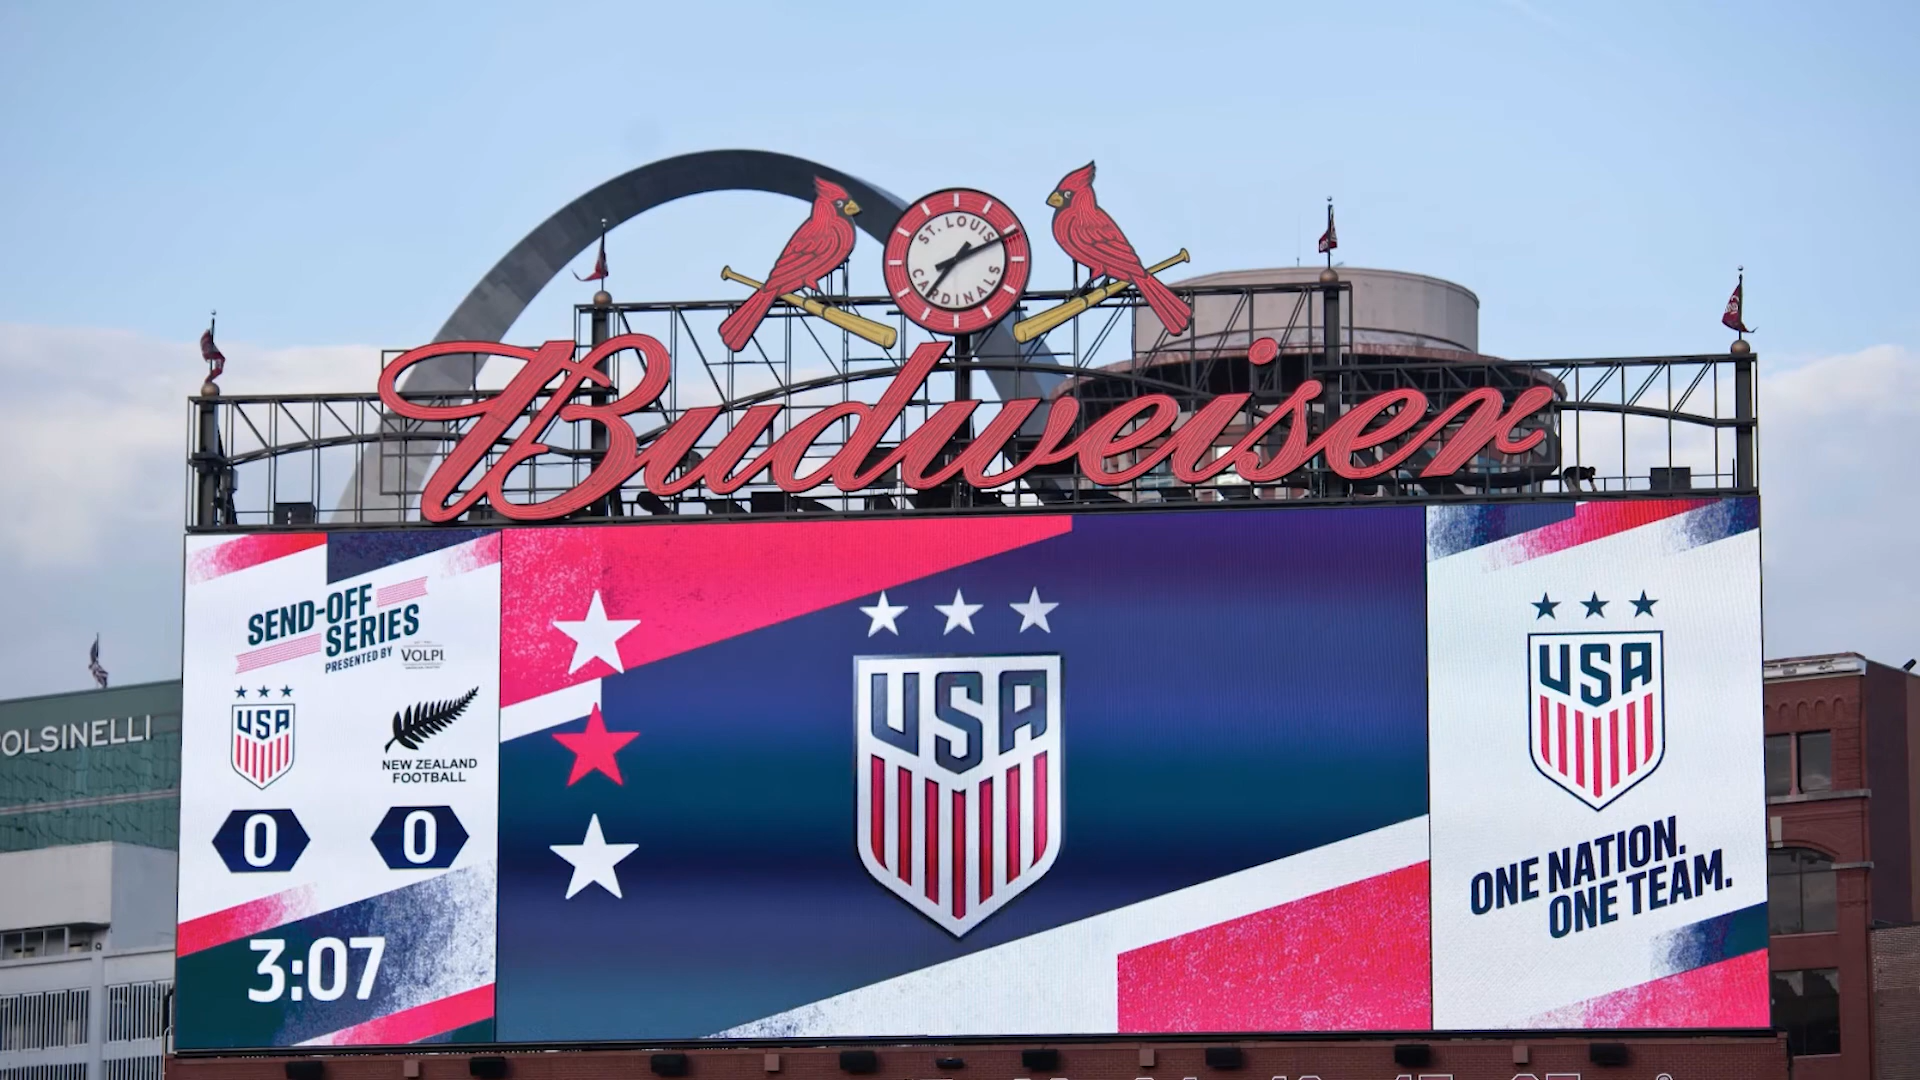 ST. LOUIS
CARDINALS
Budweiser
SEND-OFF
SERIES
PRESENTED BY VOLPI
USA
NEW ZEALAND
FOOTBALL
0 0
3:07
USA
USA
ONE NATION.
ONE TEAM.
OLSINELLI